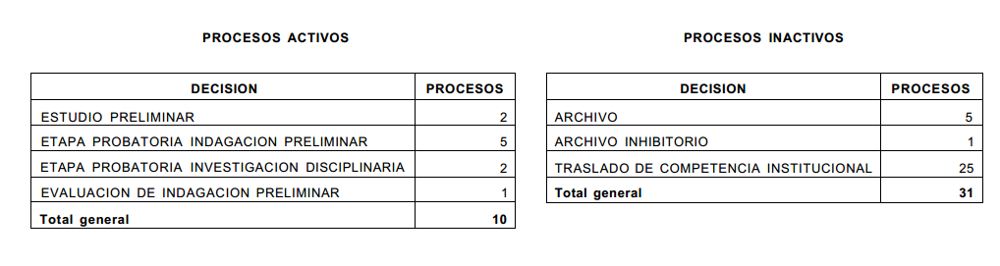 PROCESOS ACTIVOS
DECISION PROCESOS
ESTUDIO PRELIMINAR 2
ETAPA PROBATORIA INDAGACION PRELIMINAR 5
ETAPA PROBATORIA INVESTIGACION DISCIPLINARIA 2
EVALUACION DE INDAGACION PRELIMINAR 1
Total general 10
PROCESOS INACTIVOS
DECISION PROCESOS
ARCHIVO 5
ARCHIVO INHIBITORIO 1
TRASLADO DE COMPETENCIA INSTITUCIONAL 25
Total general 31